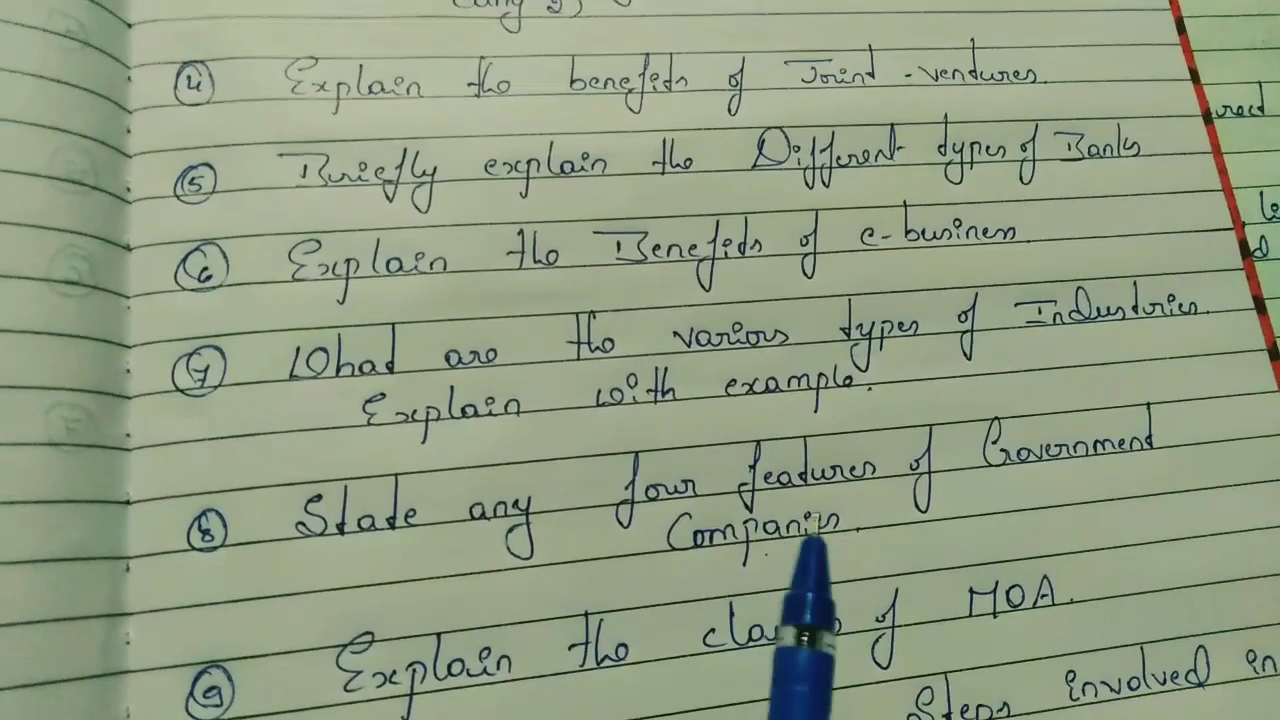 ④ Explain the benefits of Joint-ventures.
⑤ Briefly explain the Different types of Banks
⑥ Explain the Benefits of e-business
⑦ What are the various types of Industries.
Explain with example.
⑧ State any four features of Government
Companies.
⑨ Explain the of MOA.
Steps involved in